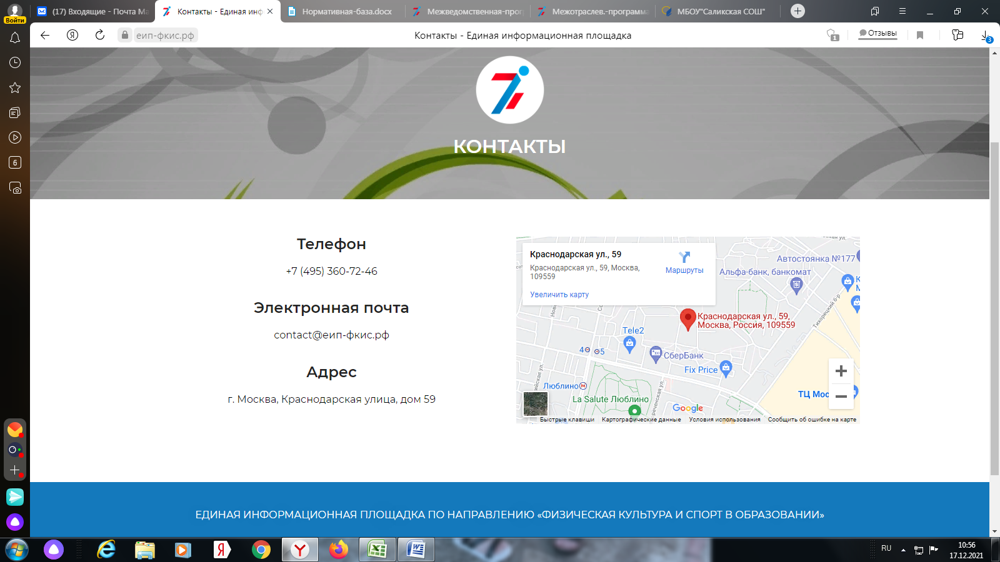 (17) Входящие - Почта Ма
Контакты - Единая инф
Нормативная-база.docx
Межведомственная-прог
Межотраслев.-программа
МБОУ"Саликская СОШ"
Войти
еип-фкис.рф
Контакты - Единая информационная площадка
1
Отзывы
3
6
КОНТАКТЫ
Телефон
+7 (495) 360-72-46
Электронная почта
contact@еип-фкис.рф
Адрес
г. Москва, Краснодарская улица, дом 59
Краснодарская ул., 59
Краснодарская ул., 59, Москва,
109559
Маршруты
Увеличить карту
Автостоянка №177
Альфа-банк, банкомат
Тихорецкий б-р
Краснодарская ул., 59,
Москва, Россия, 109559
Tele2
СберБанк
Fix Price
Люблино
La Salute Люблино
ТЦ Мос
Google
Быстрые клавиши
Картографические данные
Условия использования
Сообщить об ошибке на карте
ЕДИНАЯ ИНФОРМАЦИОННАЯ ПЛОЩАДКА ПО НАПРАВЛЕНИЮ «ФИЗИЧЕСКАЯ КУЛЬТУРА И СПОРТ В ОБРАЗОВАНИИ»
RU
10:56
17.12.2021